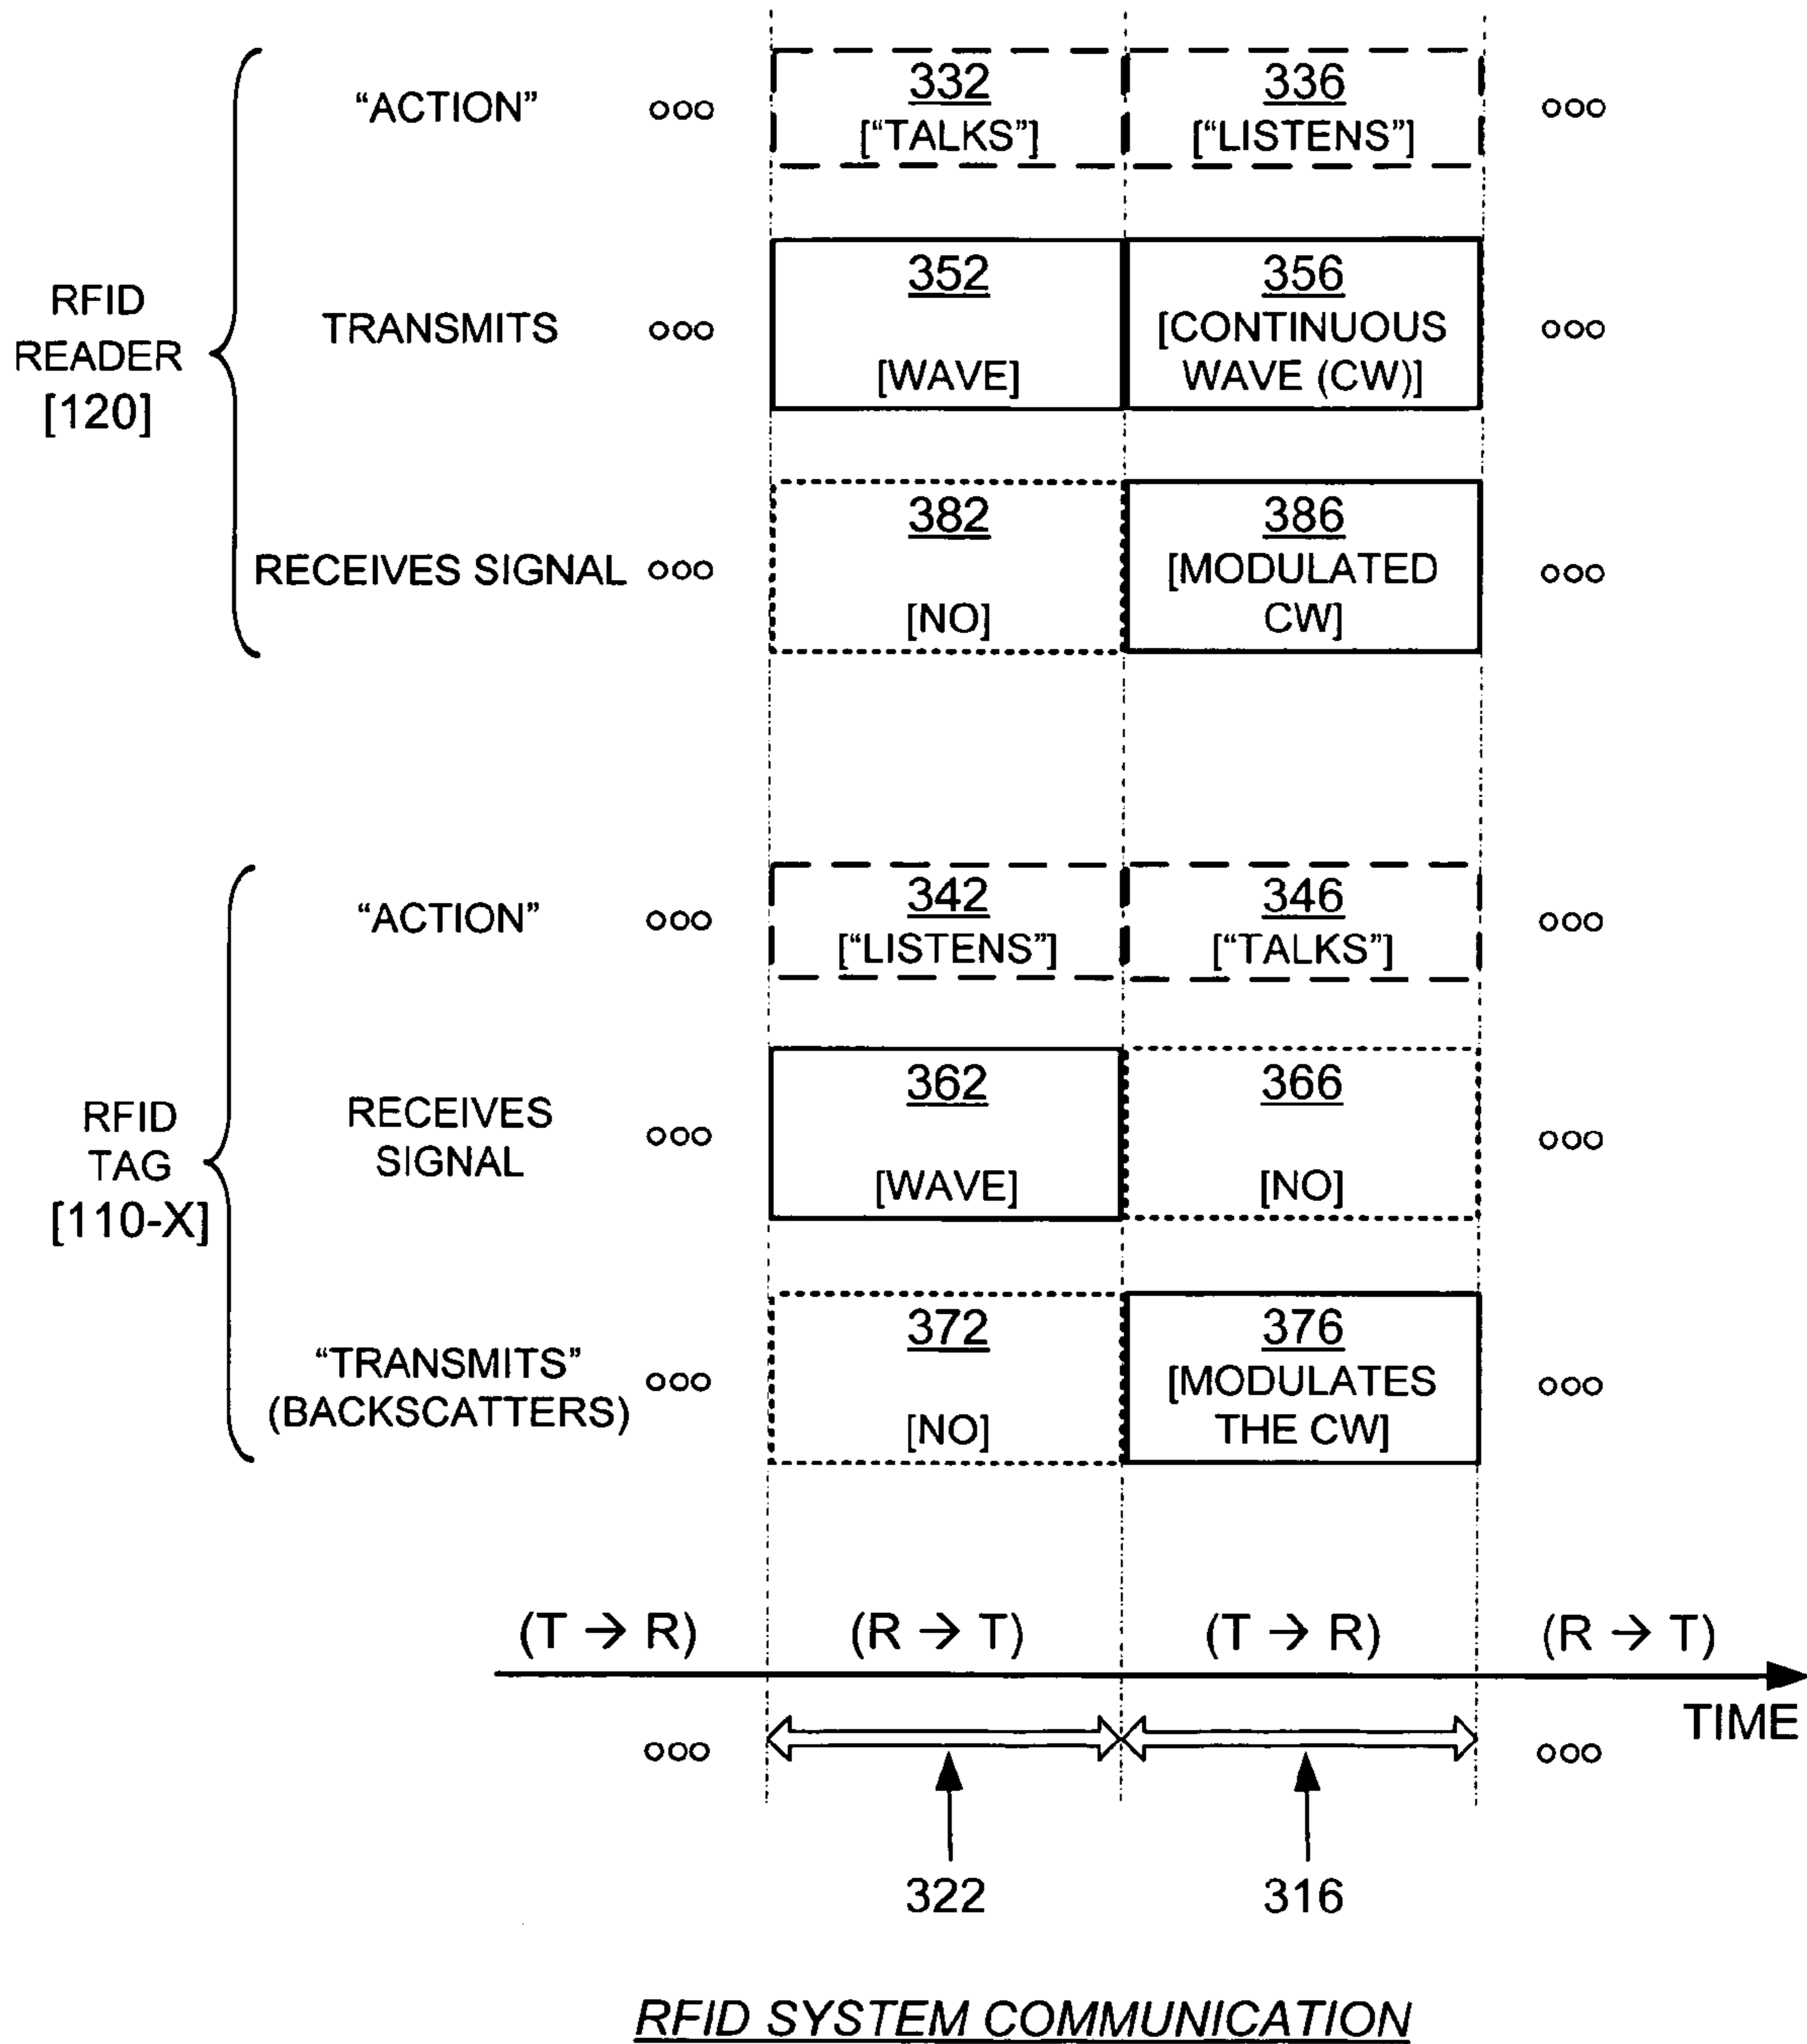 332
336
“ACTION”
ooo
[“TALKS”]
[“LISTENS”]
ooo
352
356
RFID
READER
[120]
TRANSMITS
ooo
[WAVE]
[CONTINUOUS
WAVE (CW)]
ooo
382
386
RECEIVES SIGNAL
ooo
[NO]
[MODULATED
CW]
ooo
342
346
“ACTION”
ooo
[“LISTENS”]
[“TALKS”]
ooo
362
366
RFID
TAG
[110-X]
RECEIVES
SIGNAL
ooo
[WAVE]
[NO]
ooo
372
376
“TRANSMITS”
(BACKSCATTERS)
ooo
[NO]
[MODULATES
THE CW]
ooo
(T → R)
(R → T)
(T → R)
(R → T)
TIME
ooo
ooo
322
316
RFID SYSTEM COMMUNICATION